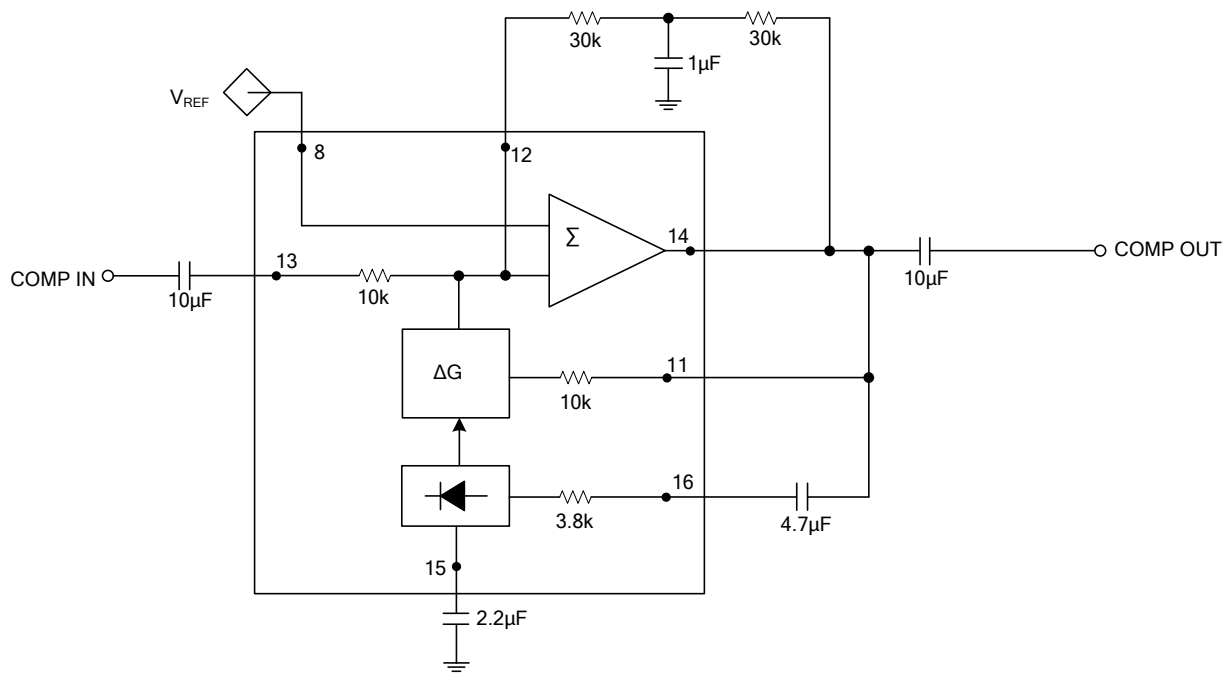 30k
30k
1µF
VREF
8
12
Σ
14
COMP OUT
13
COMP IN
10µF
10k
10µF
ΔG
11
10k
16
3.8k
4.7µF
15
2.2µF